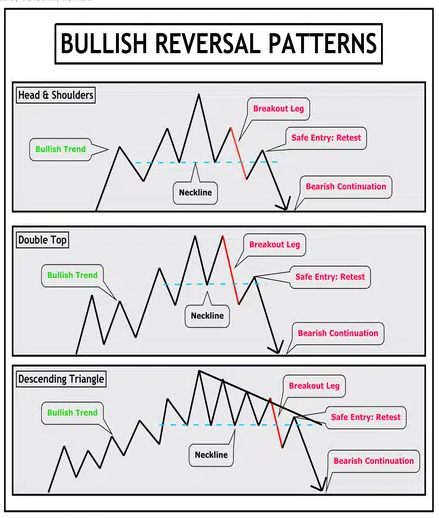 BULLISH REVERSAL PATTERNS
Head & Shoulders
Breakout Leg
Safe Entry: Retest
Bullish Trend
Bearish Continuation
Neckline
Double Top
Breakout Leg
Bullish Trend
Safe Entry: Retest
Neckline
Bearish Continuation
Descending Triangle
Breakout Leg
Bullish Trend
Safe Entry: Retest
Neckline
Bearish Continuation